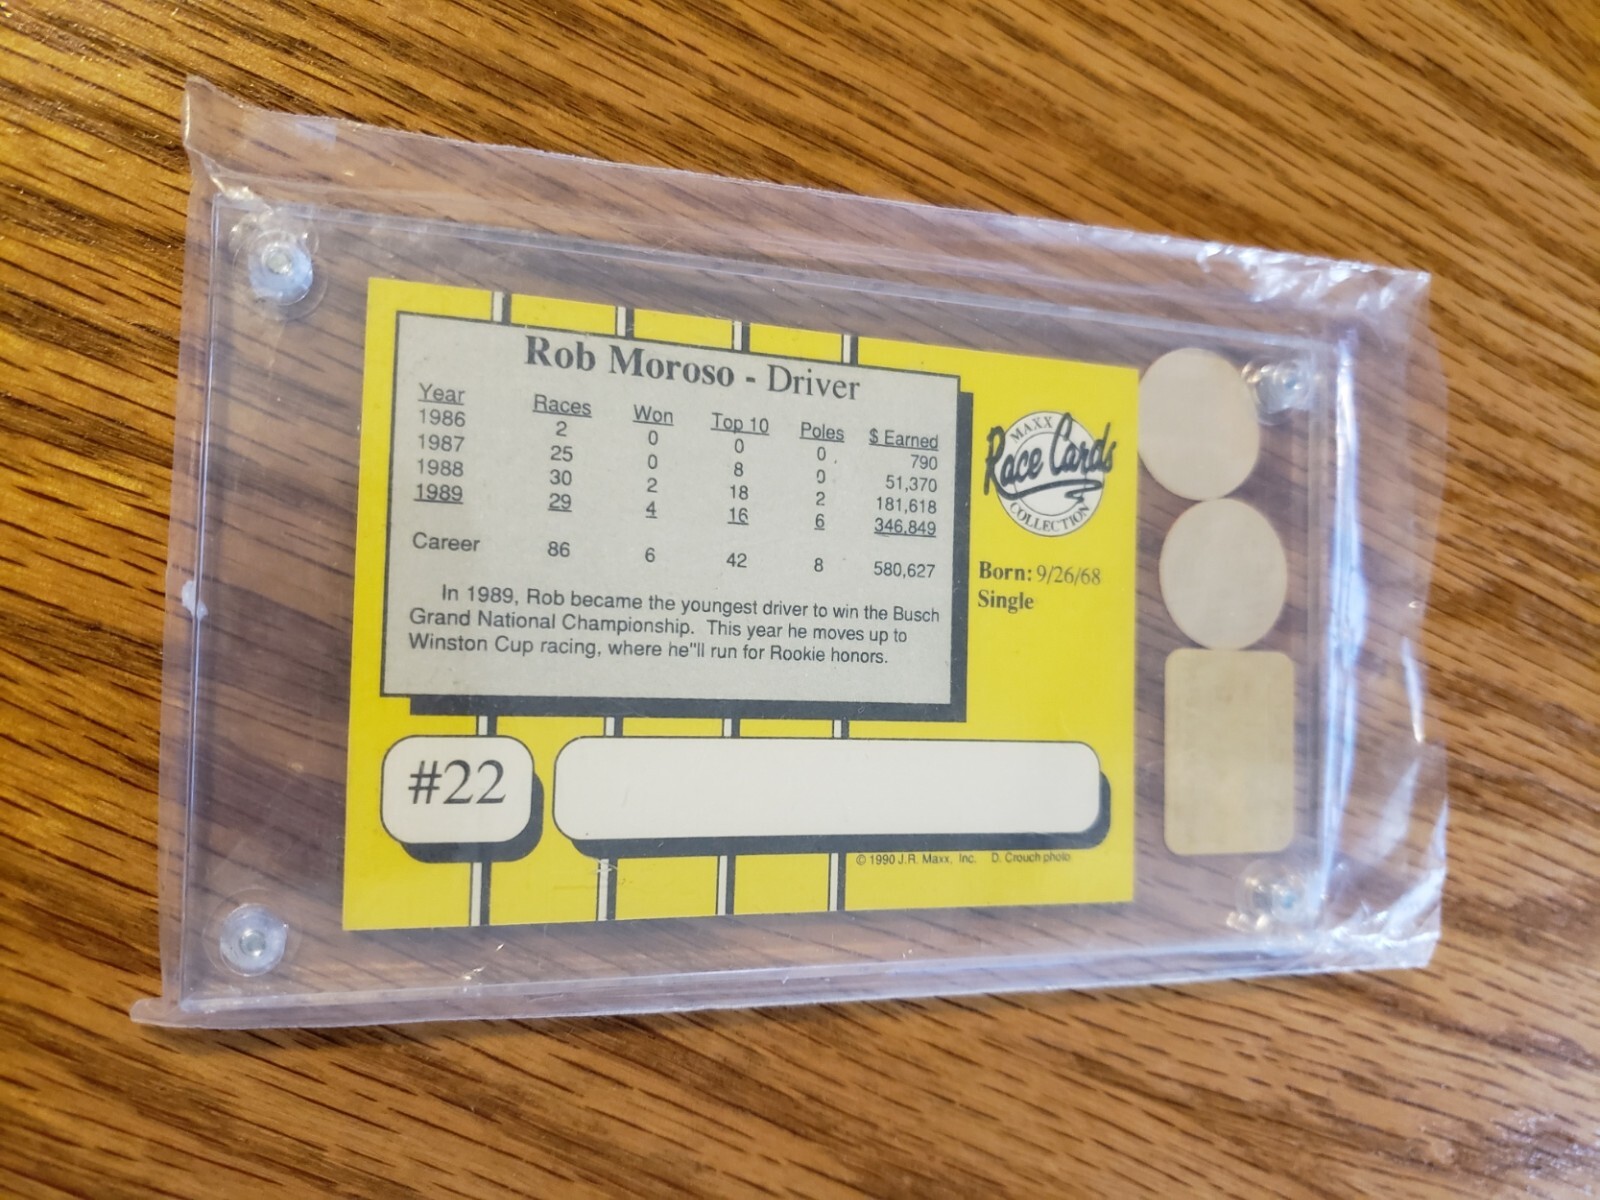 Rob Moroso - Driver
Year Races Won Top 10 Poles $ Earned
1986 2 0 0 0 790
1987 25 0 8 0 51,370
1988 30 2 18 2 181,618
1989 29 4 16 6 346,849
Career 86 6 42 8 580,627
In 1989, Rob became the youngest driver to win the Busch
Grand National Championship. This year he moves up to
Winston Cup racing, where he"ll run for Rookie honors.
MAXX
Race Cards
COLLECTION
Born: 9/26/68
Single
#22
© 1990 J.R. Maxx, Inc. D. Crouch photo